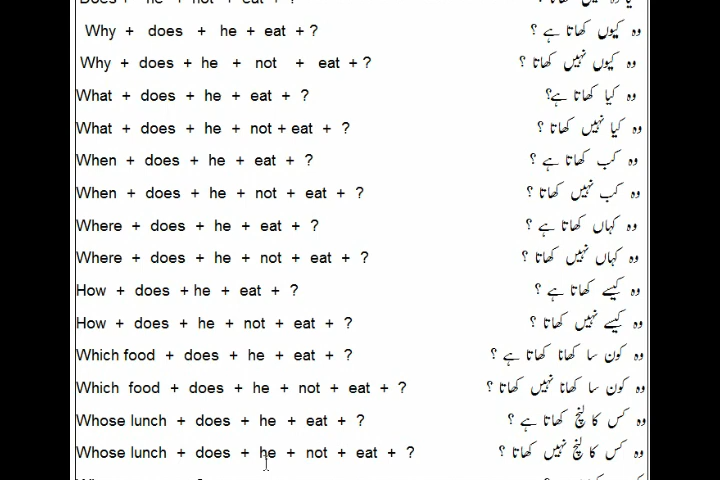 Why + does + he + eat + ? وہ کیوں کھاتا ہے ؟
Why + does + he + not + eat + ? وہ کیوں نہیں کھاتا ؟
What + does + he + eat + ? وہ کیا کھاتا ہے؟
What + does + he + not + eat + ? وہ کیا نہیں کھاتا ؟
When + does + he + eat + ? وہ کب کھاتا ہے ؟
When + does + he + not + eat + ? وہ کب نہیں کھاتا ؟
Where + does + he + eat + ? وہ کہاں کھاتا ہے ؟
Where + does + he + not + eat + ? وہ کہاں نہیں کھاتا ؟
How + does + he + eat + ? وہ کیسے کھاتا ہے ؟
How + does + he + not + eat + ? وہ کیسے نہیں کھاتا ؟
Which food + does + he + eat + ? وہ کون سا کھانا کھاتا ہے ؟
Which food + does + he + not + eat + ? وہ کون سا کھانا نہیں کھاتا ؟
Whose lunch + does + he + eat + ? وہ کس کا لنچ کھاتا ہے ؟
Whose lunch + does + he + not + eat + ? وہ کس کا لنچ نہیں کھاتا ؟